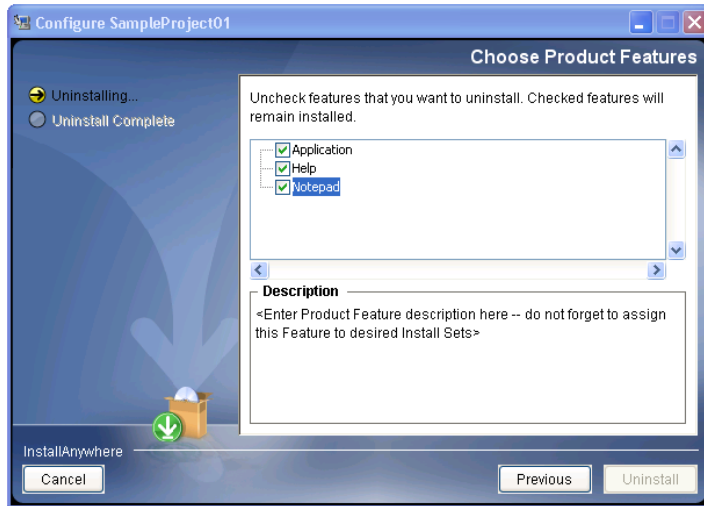 Configure SampleProject01
Choose Product Features
Uninstalling...
Uninstall Complete
Uncheck features that you want to uninstall. Checked features will
remain installed.
Application
Help
Notepad
Description
<Enter Product Feature description here -- do not forget to assign
this Feature to desired Install Sets>
InstallAnywhere
Cancel
Previous
Uninstall